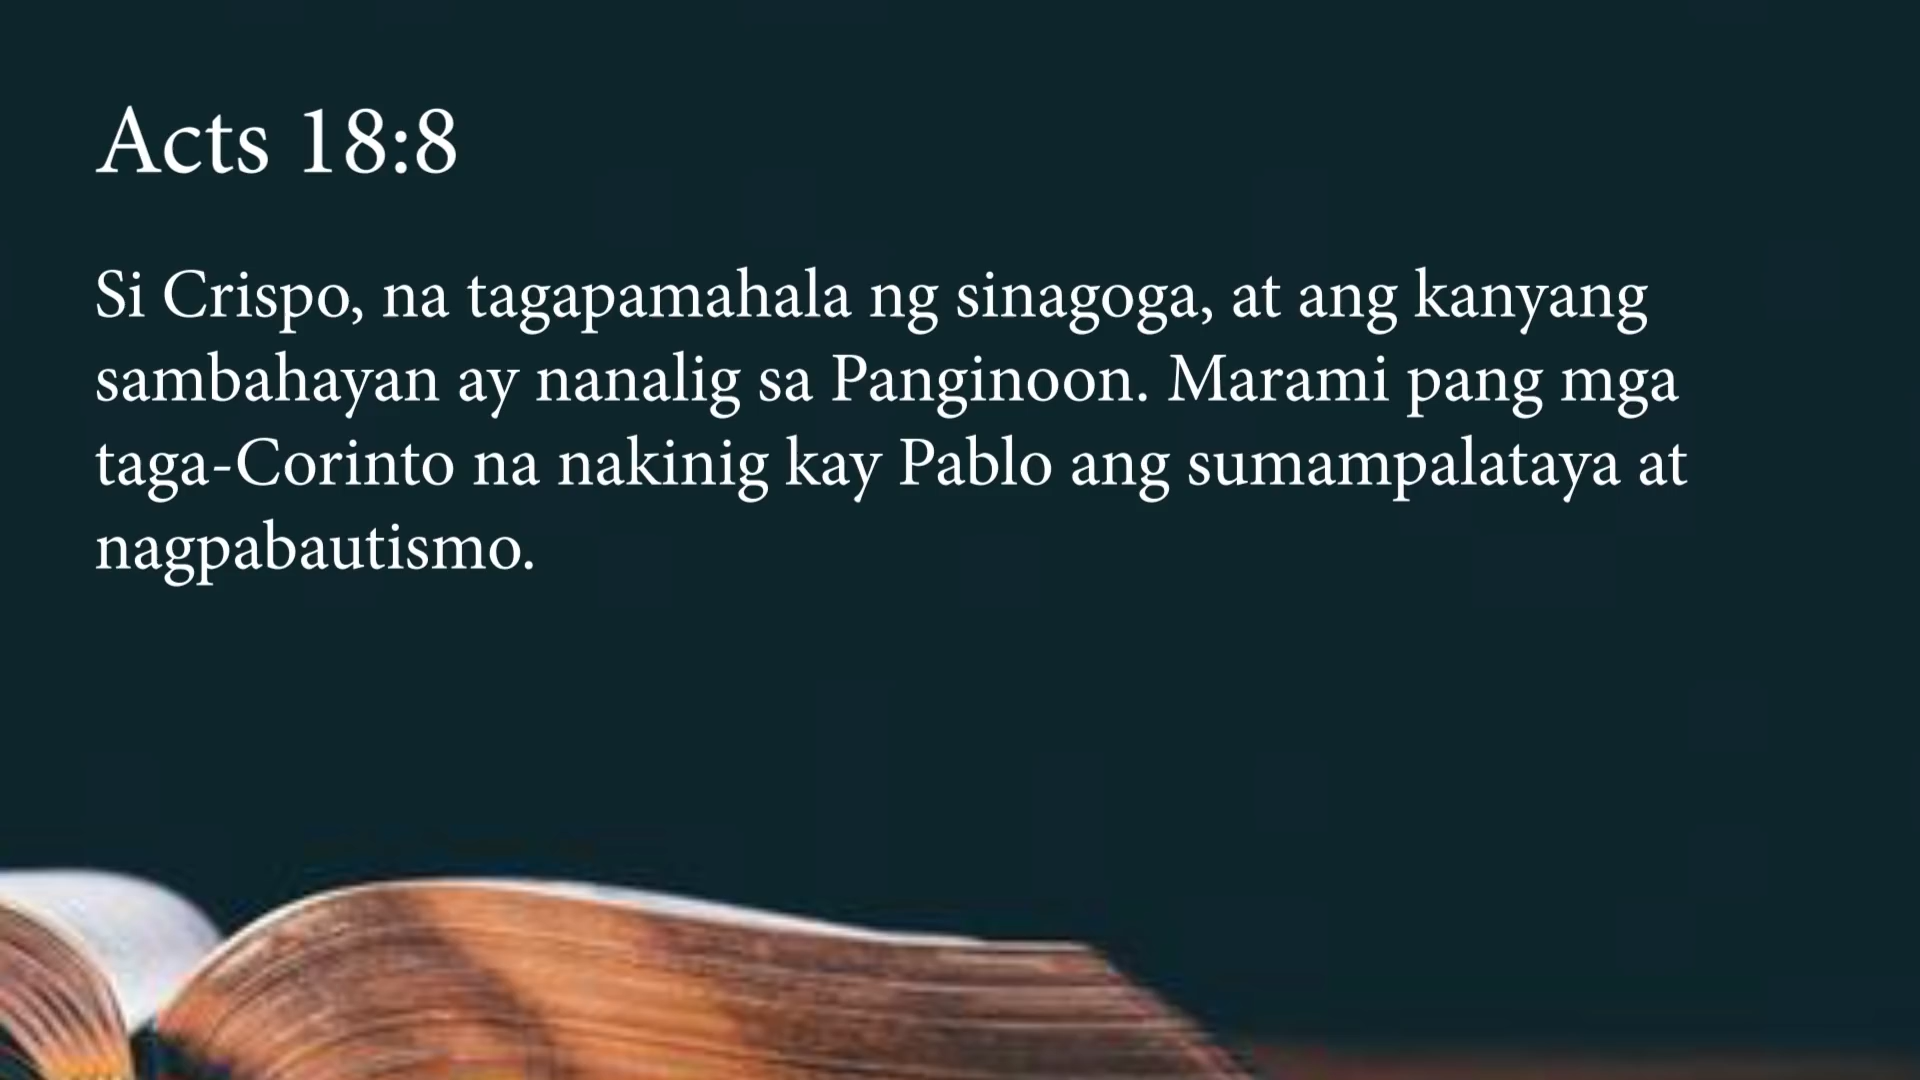 Acts 18:8
Si Crispo, na tagapamahala ng sinagoga, at ang kanyang
sambahayan ay nanalig sa Panginoon. Marami pang mga
taga-Corinto na nakinig kay Pablo ang sumampalataya at
nagpabautismo.